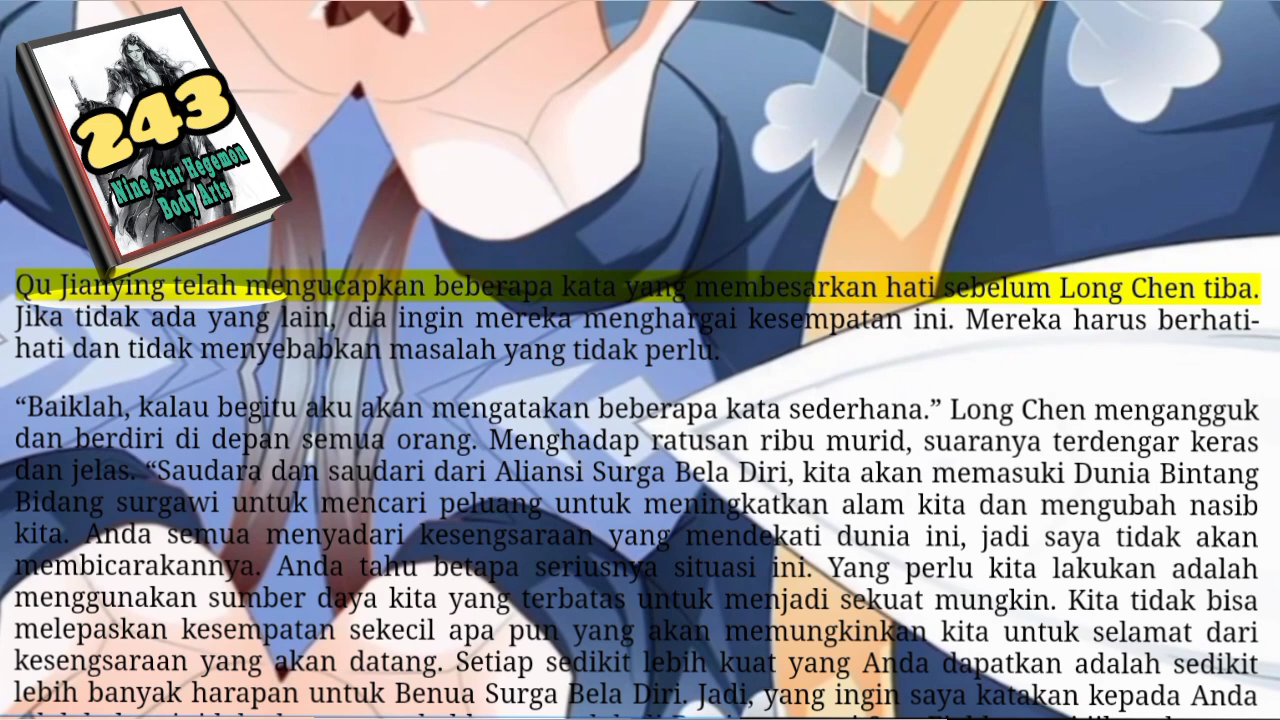 243
Nine Star Hegemon
Body Arts
Qu Jianying telah mengucapkan beberapa kata yang membesarkan hati sebelum Long Chen tiba.
Jika tidak ada yang lain, dia ingin mereka menghargai kesempatan ini. Mereka harus berhati-
hati dan tidak menyebabkan masalah yang tidak perlu.
“Baiklah, kalau begitu aku akan mengatakan beberapa kata sederhana.” Long Chen mengangguk
dan berdiri di depan semua orang. Menghadap ratusan ribu murid, suaranya terdengar keras
dan jelas. “Saudara dan saudari dari Aliansi Surga Bela Diri, kita akan memasuki Dunia Bintang
Bidang surgawi untuk mencari peluang untuk meningkatkan alam kita dan mengubah nasib
kita. Anda semua menyadari kesengsaraan yang mendekati dunia ini, jadi saya tidak akan
membicarakannya. Anda tahu betapa seriusnya situasi ini. Yang perlu kita lakukan adalah
menggunakan sumber daya kita yang terbatas untuk menjadi sekuat mungkin. Kita tidak bisa
melepaskan kesempatan sekecil apa pun yang akan memungkinkan kita untuk selamat dari
kesengsaraan yang akan datang. Setiap sedikit lebih kuat yang Anda dapatkan adalah sedikit
lebih banyak harapan untuk Benua Surga Bela Diri. Jadi, yang ingin saya katakan kepada Anda